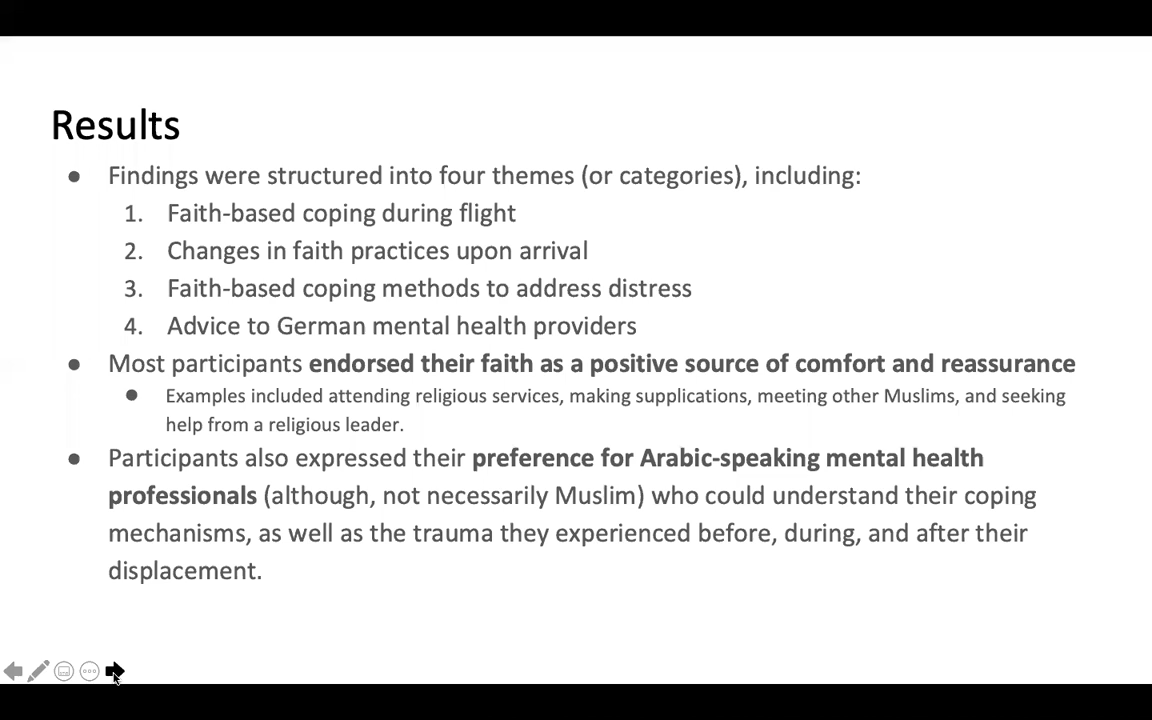 Results
● Findings were structured into four themes (or categories), including:
1. Faith-based coping during flight
2. Changes in faith practices upon arrival
3. Faith-based coping methods to address distress
4. Advice to German mental health providers
● Most participants endorsed their faith as a positive source of comfort and reassurance
● Examples included attending religious services, making supplications, meeting other Muslims, and seeking
help from a religious leader.
● Participants also expressed their preference for Arabic-speaking mental health
professionals (although, not necessarily Muslim) who could understand their coping
mechanisms, as well as the trauma they experienced before, during, and after their
displacement.